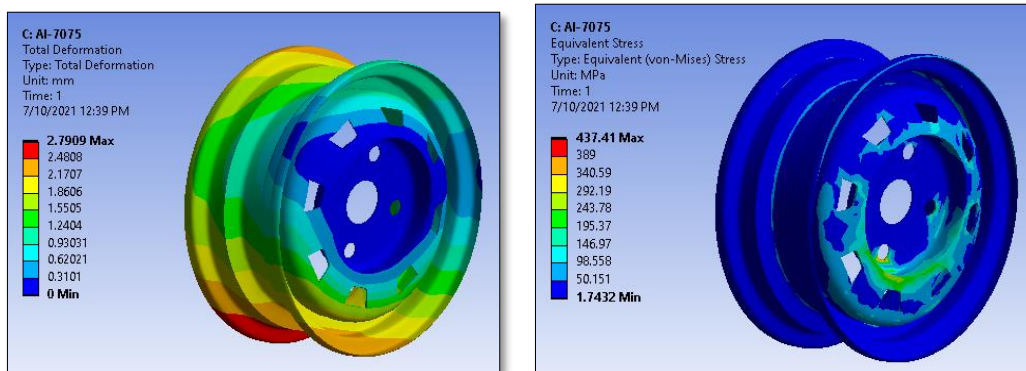 C: Al-7075
Total Deformation
Type: Total Deformation
Unit: mm
Time: 1
7/10/2021 12:39 PM
2.7909 Max
2.4808
2.1707
1.8606
1.5505
1.2404
0.93031
0.62021
0.3101
0 Min
C: Al-7075
Equivalent Stress
Type: Equivalent (von-Mises) Stress
Unit: MPa
Time: 1
7/10/2021 12:39 PM
437.41 Max
389
340.59
292.19
243.78
195.37
146.97
98.558
50.151
1.7432 Min